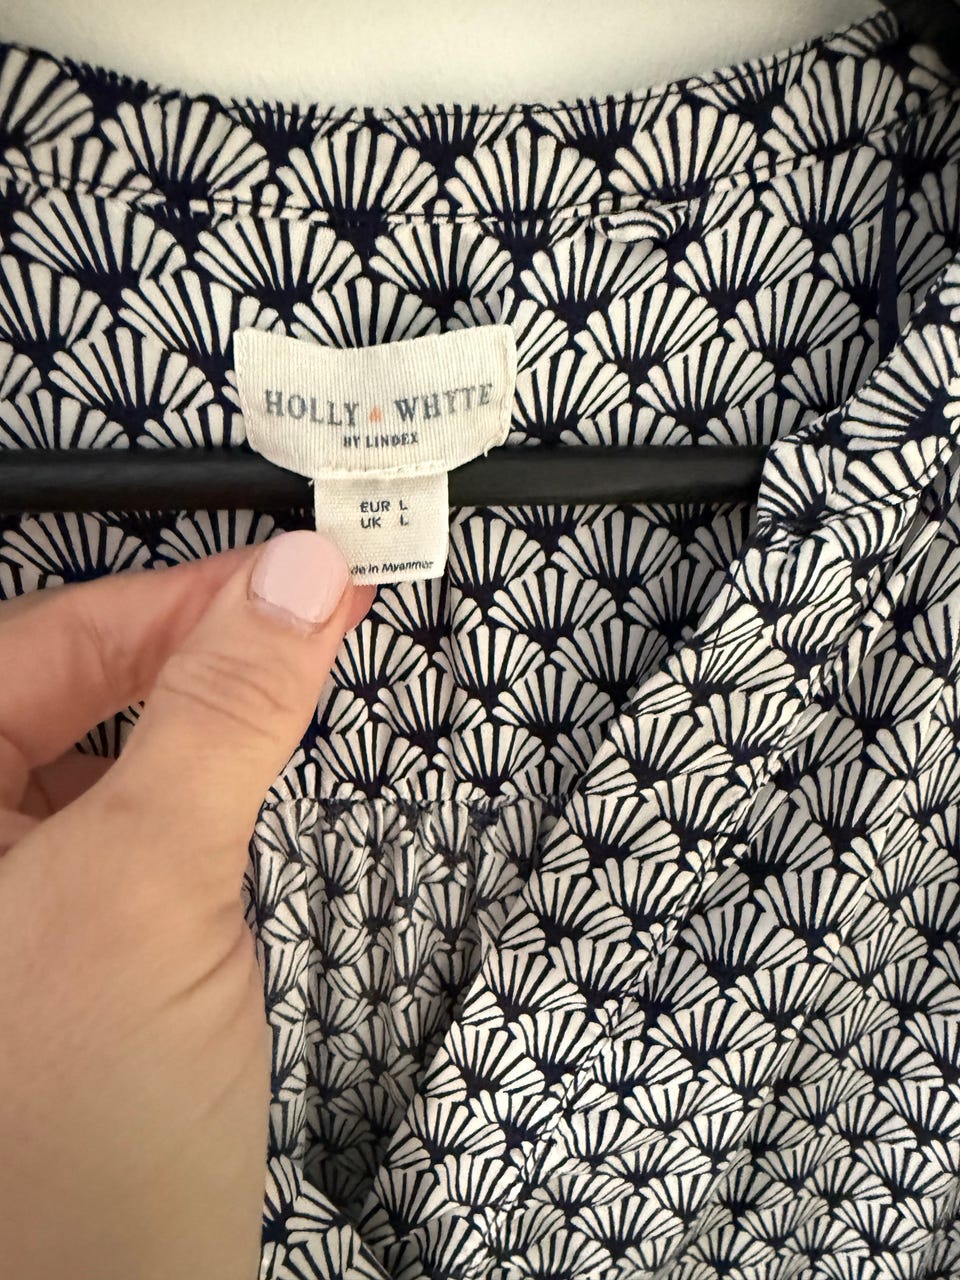 HOLLY & WHYTE
BY LINDEX
EUR L
UK L
de in Myanmar